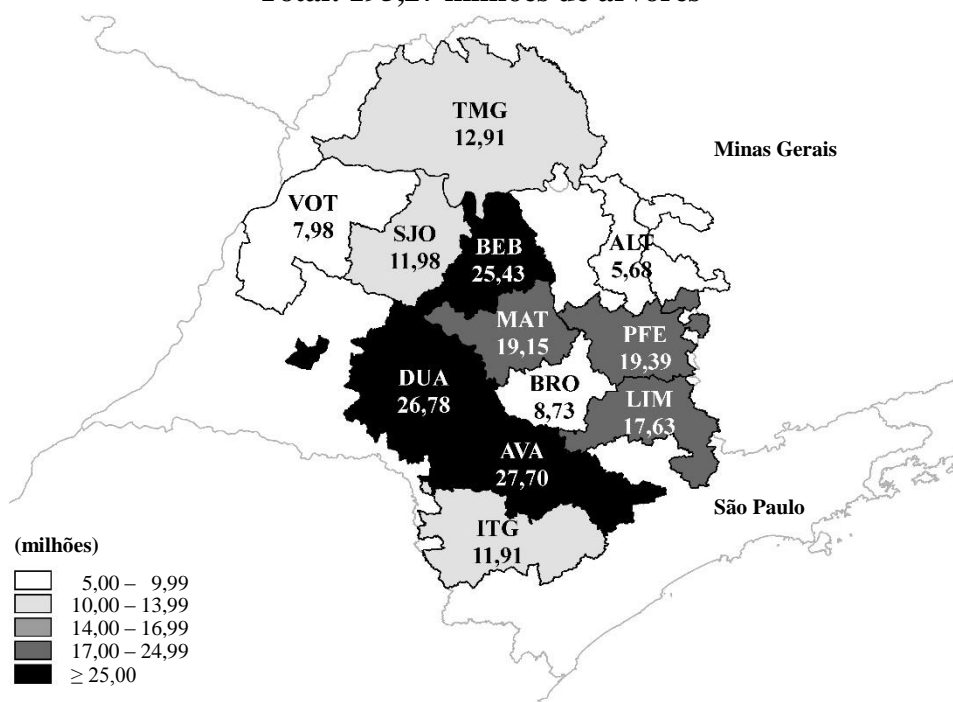 TMG
12,91
Minas Gerais
VOT
7,98
SJO
11,98
BEB
25,43
ALT
5,68
MAT
19,15
PFE
19,39
DUA
26,78
BRO
8,73
LIM
17,63
AVA
27,70
São Paulo
ITG
11,91
(milhões)
5,00 – 9,99
10,00 – 13,99
14,00 – 16,99
17,00 – 24,99
≥ 25,00